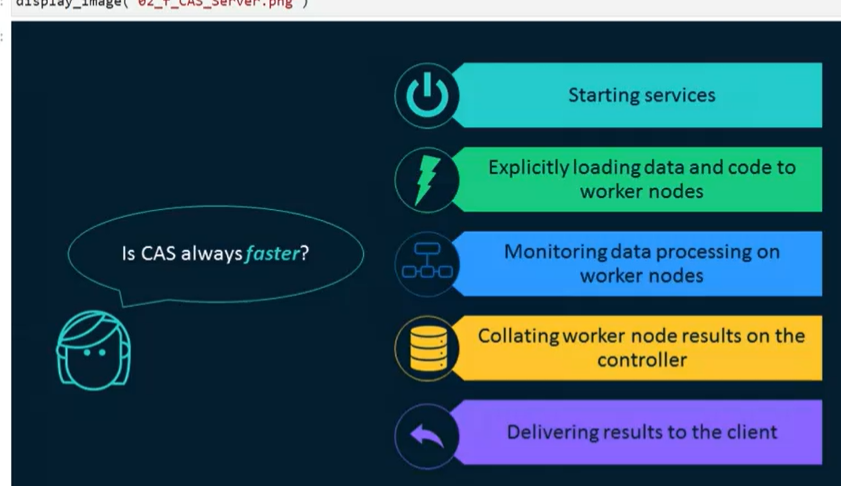 : display_image("02_f_CAS_Server.png")
:
Is CAS always faster?
Starting services
Explicitly loading data and code to
worker nodes
Monitoring data processing on
worker nodes
Collating worker node results on the
controller
Delivering results to the client